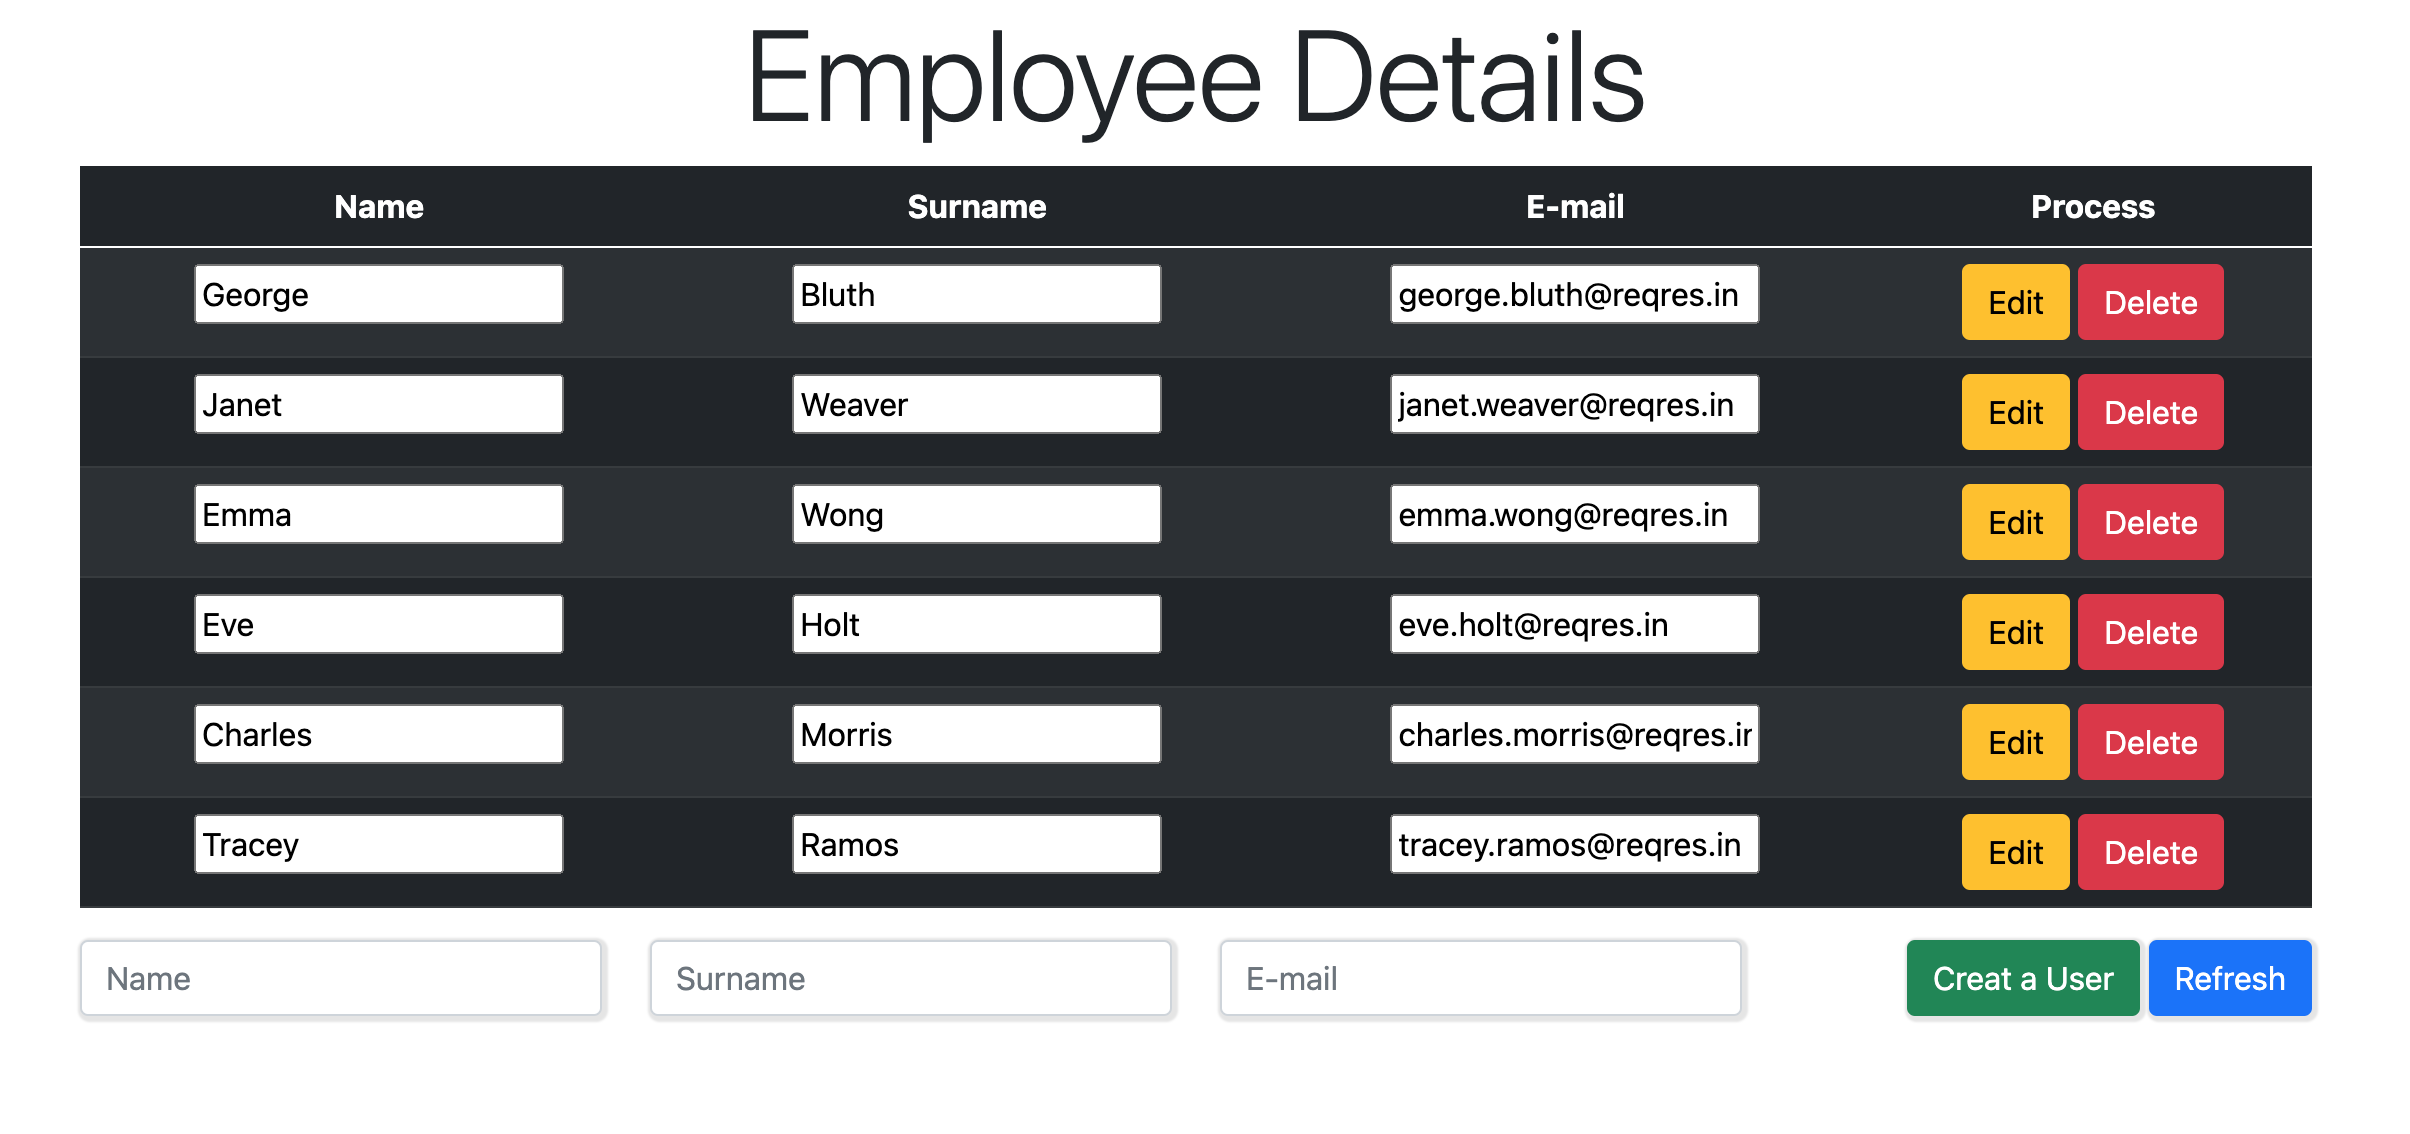 Employee Details
Name Surname E-mail Process
George Bluth george.bluth@reqres.in Edit Delete
Janet Weaver janet.weaver@reqres.in Edit Delete
Emma Wong emma.wong@reqres.in Edit Delete
Eve Holt eve.holt@reqres.in Edit Delete
Charles Morris charles.morris@reqres.in Edit Delete
Tracey Ramos tracey.ramos@reqres.in Edit Delete
Name Surname E-mail Creat a User Refresh